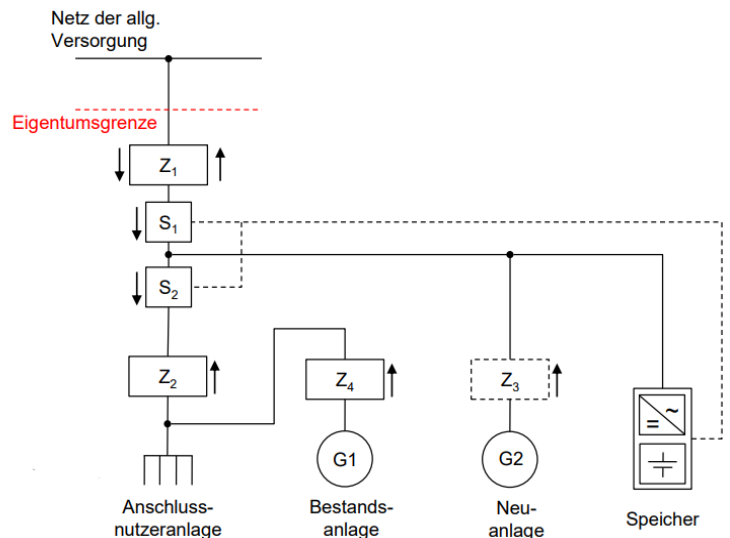 Netz der allg.
Versorgung
Eigentumsgrenze
Z1
S1
S2
Z2
Z4
Z3
G1
G2
= ~
Anschluss-
nutzeranlage
Bestands-
anlage
Neu-
anlage
Speicher